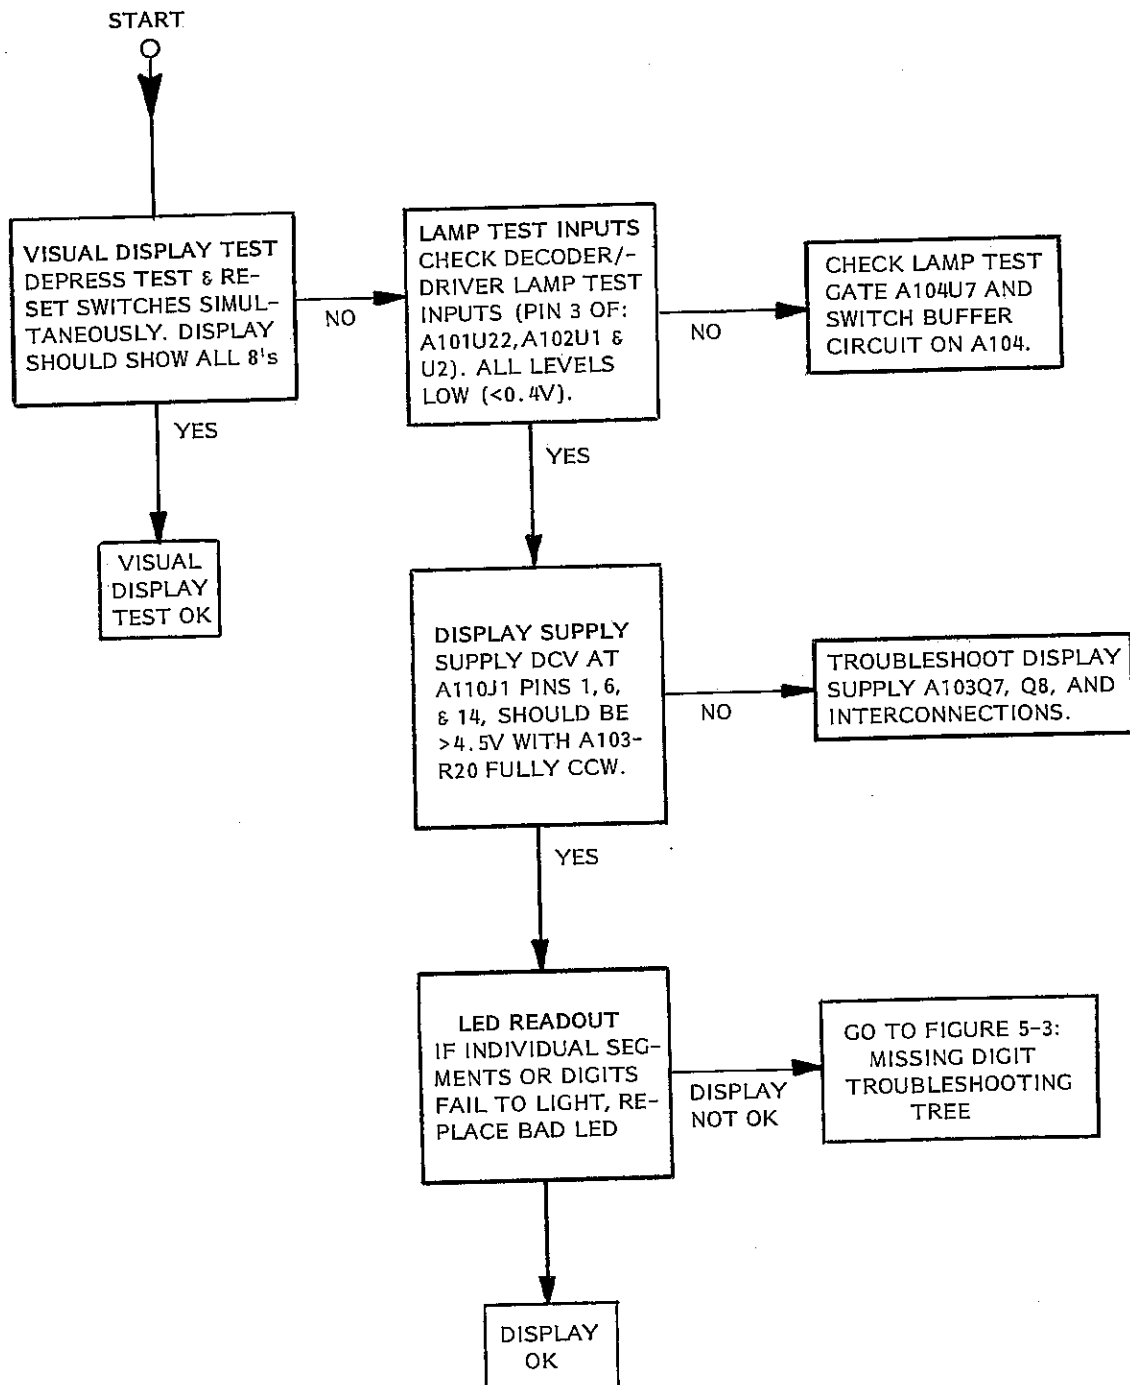 START
VISUAL DISPLAY TEST
DEPRESS TEST & RE-
SET SWITCHES SIMUL-
TANEOUSLY. DISPLAY
SHOULD SHOW ALL 8's
NO
LAMP TEST INPUTS
CHECK DECODER/-
DRIVER LAMP TEST
INPUTS (PIN 3 OF:
A101U22, A102U1 &
U2). ALL LEVELS
LOW (<0.4V).
NO
CHECK LAMP TEST
GATE A104U7 AND
SWITCH BUFFER
CIRCUIT ON A104.
YES
VISUAL
DISPLAY
TEST OK
YES
DISPLAY SUPPLY
SUPPLY DCV AT
A110J1 PINS 1, 6,
& 14, SHOULD BE
>4.5V WITH A103-
R20 FULLY CCW.
NO
TROUBLESHOOT DISPLAY
SUPPLY A103Q7, Q8, AND
INTERCONNECTIONS.
YES
LED READOUT
IF INDIVIDUAL SEG-
MENTS OR DIGITS
FAIL TO LIGHT, RE-
PLACE BAD LED
DISPLAY
NOT OK
GO TO FIGURE 5-3:
MISSING DIGIT
TROUBLESHOOTING
TREE
DISPLAY
OK